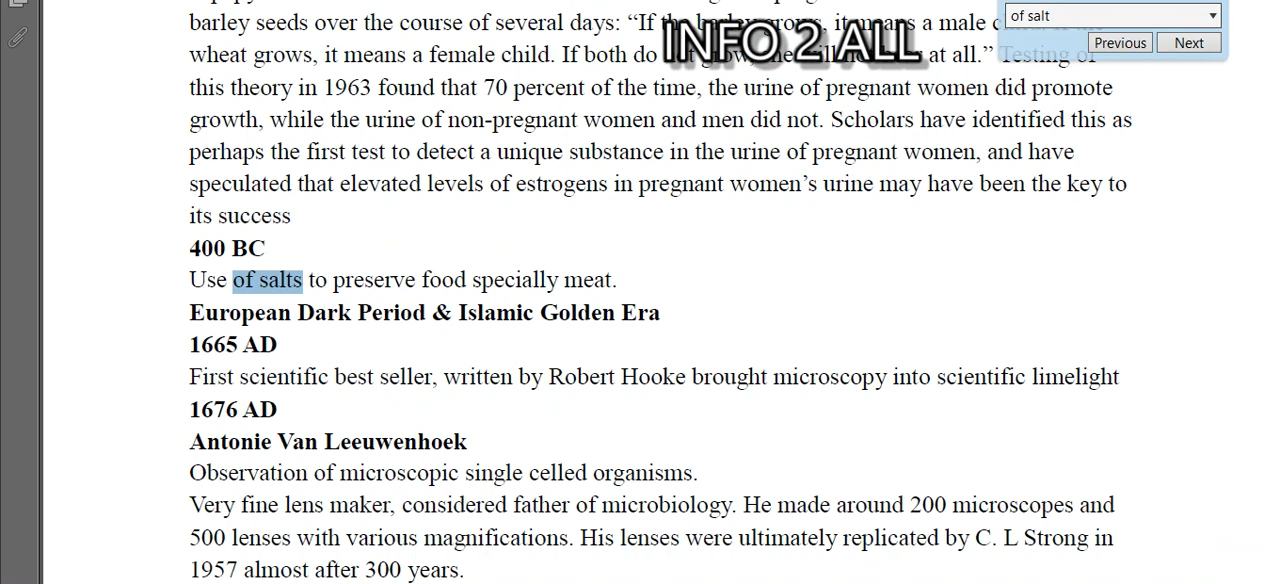 of salt
Previous Next
INFO 2 ALL
barley seeds over the course of several days: “If the barley grows, it means a male
wheat grows, it means a female child. If both do not grow, she will not at all.” Testing of
this theory in 1963 found that 70 percent of the time, the urine of pregnant women did promote
growth, while the urine of non-pregnant women and men did not. Scholars have identified this as
perhaps the first test to detect a unique substance in the urine of pregnant women, and have
speculated that elevated levels of estrogens in pregnant women’s urine may have been the key to
its success
400 BC
Use of salts to preserve food specially meat.
European Dark Period & Islamic Golden Era
1665 AD
First scientific best seller, written by Robert Hooke brought microscopy into scientific limelight
1676 AD
Antonie Van Leeuwenhoek
Observation of microscopic single celled organisms.
Very fine lens maker, considered father of microbiology. He made around 200 microscopes and
500 lenses with various magnifications. His lenses were ultimately replicated by C. L Strong in
1957 almost after 300 years.